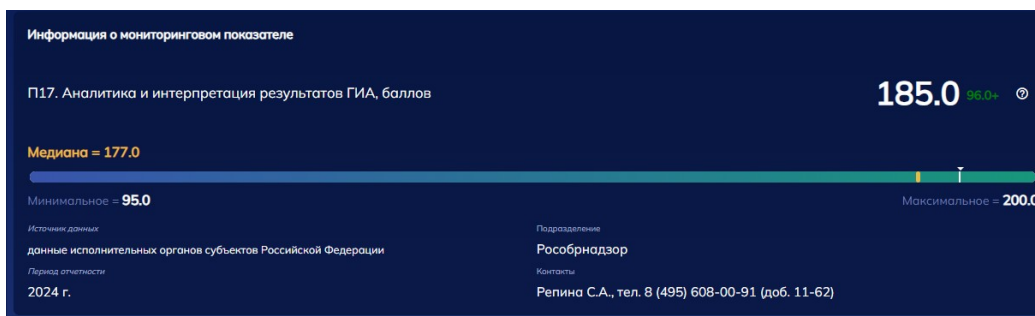 Информация о мониторинговом показателе
П17. Аналитика и интерпретация результатов ГИА, баллов
185.0 96.0+
Медиана = 177.0
Минимальное = 95.0
Максимальное = 200.0
Источник данных
Подразделение
данные исполнительных органов субъектов Российской Федерации
Рособрнадзор
Период отчетности
Контакты
2024 г.
Репина С.А., тел. 8 (495) 608-00-91 (доб. 11-62)